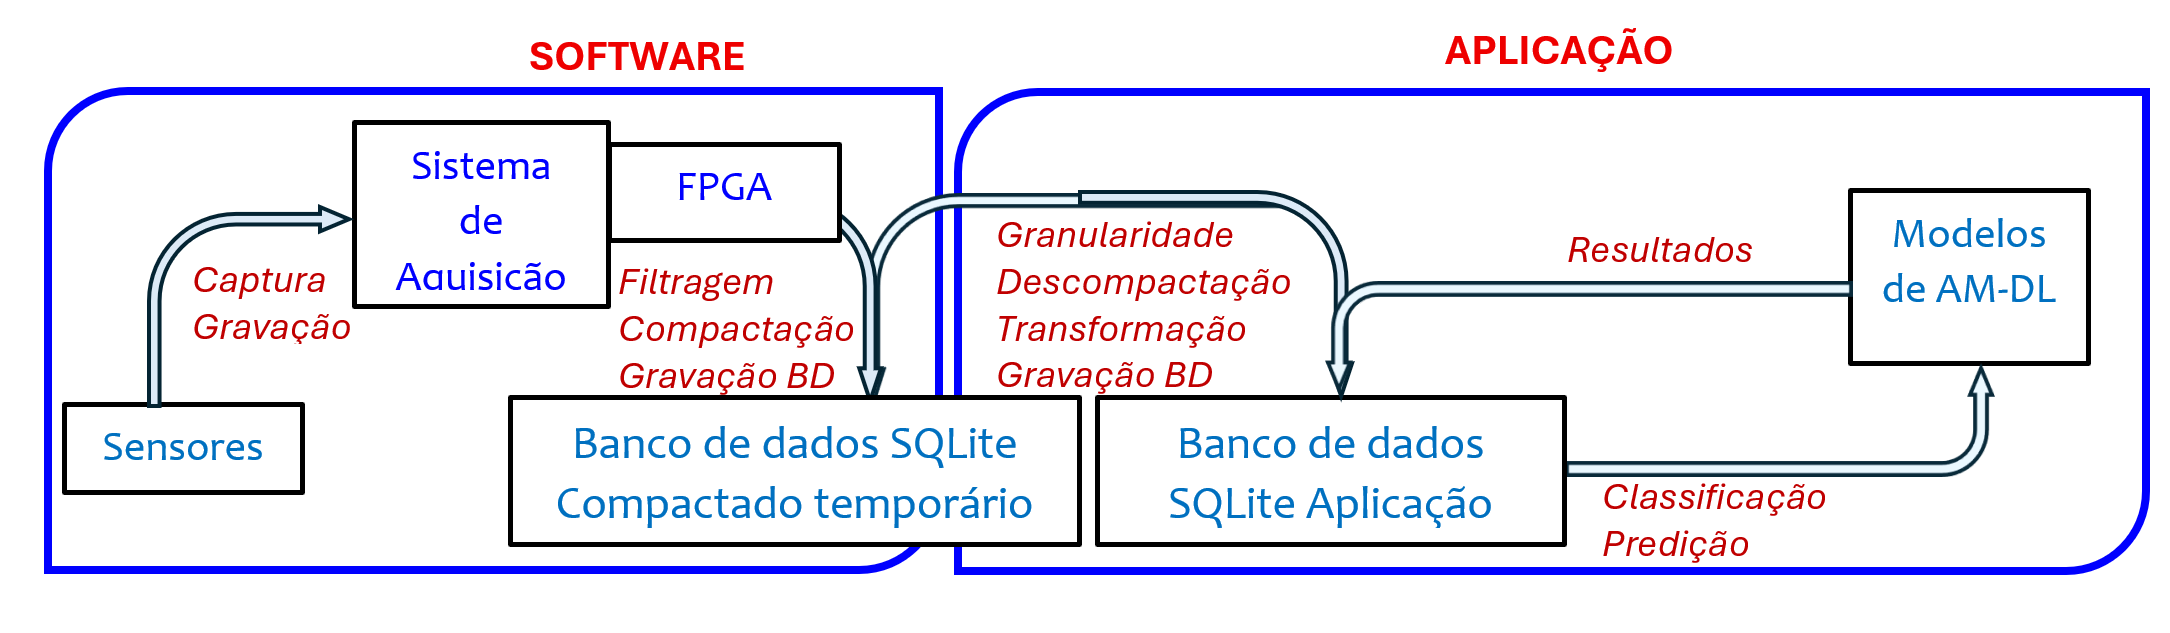 SOFTWARE
APLICAÇÃO
Sistema
de
Aquisição
FPGA
Captura
Gravação
Sensores
Filtragem
Compactação
Gravação BD
Banco de dados SQLite
Compactado temporário
Granularidade
Descompactação
Transformação
Gravação BD
Banco de dados
SQLite Aplicação
Resultados
Modelos
de AM-DL
Classificação
Predição